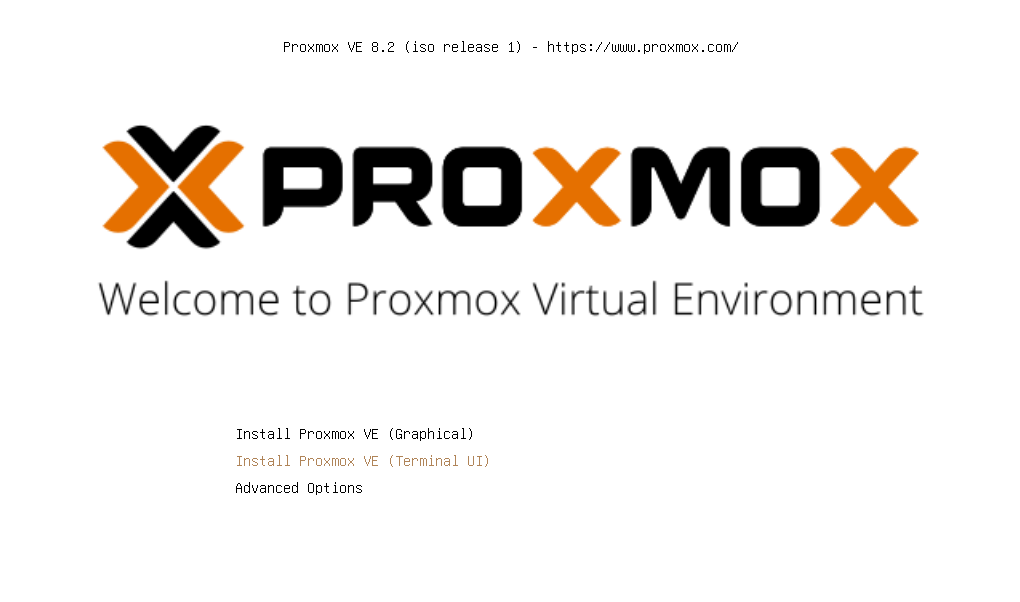 Proxmox VE 8.2 (iso release 1) - https://www.proxmox.com/
PROXMOX
Welcome to Proxmox Virtual Environment
Install Proxmox VE (Graphical)
Install Proxmox VE (Terminal UI)
Advanced Options